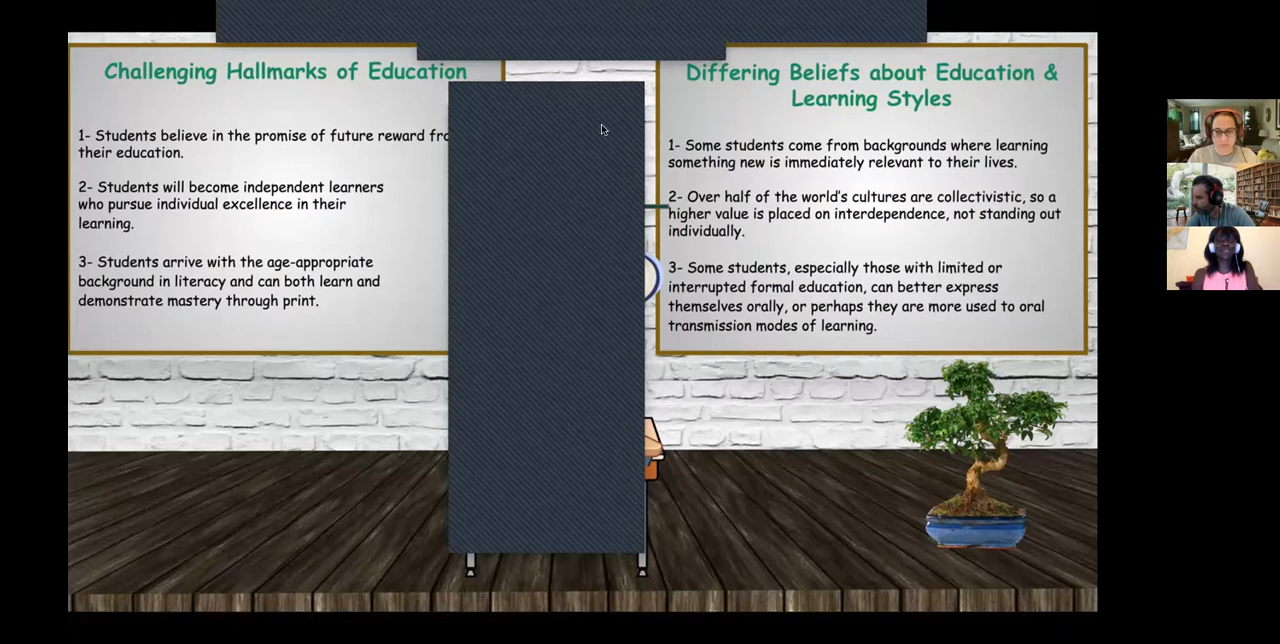 Challenging Hallmarks of Education
1- Students believe in the promise of future reward
their education.
2- Students will become independent learners
who pursue individual excellence in their
learning.
3- Students arrive with the age-appropriate
background in literacy and can both learn and
demonstrate mastery through print.
Differing Beliefs about Education &
Learning Styles
1- Some students come from backgrounds where learning
something new is immediately relevant to their lives.
2- Over half of the world's cultures are collectivistic, so a
higher value is placed on interdependence, not standing out
individually.
3- Some students, especially those with limited or
interrupted formal education, can better express
themselves orally, or perhaps they are more used to oral
transmission modes of learning.